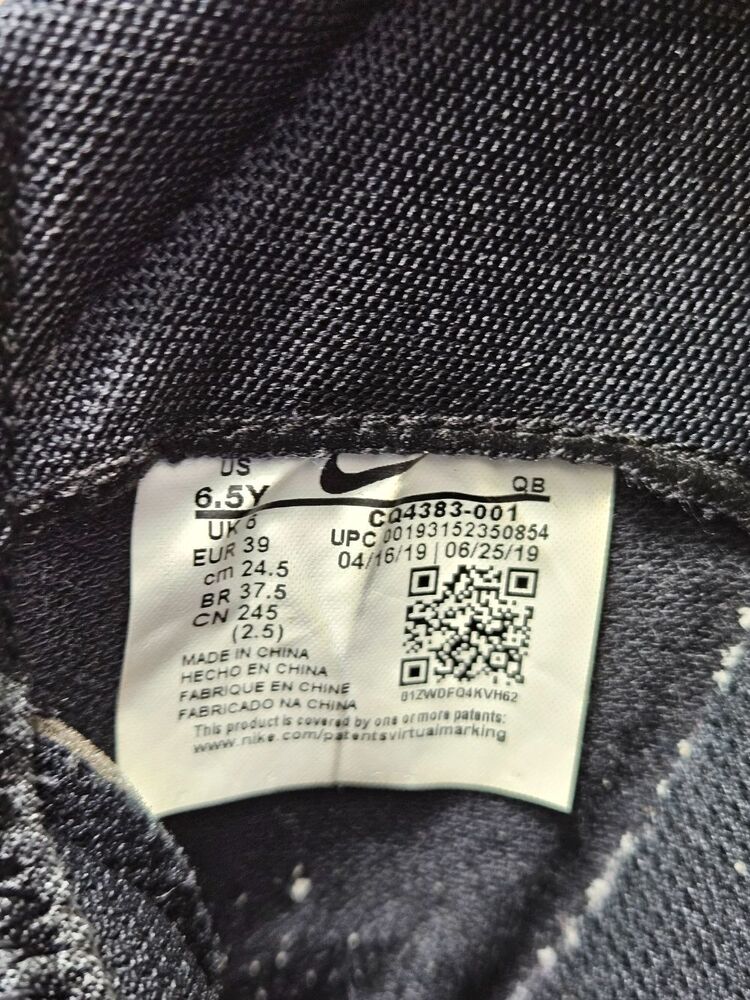 US
6.5Y
QB
UK 6
CQ4383-001
EUR 39
UPC 00193152350854
cm 24.5
04/16/19 | 06/25/19
BR 37.5
CN 245
(2.5)
MADE IN CHINA
HECHO EN CHINA
FABRIQUE EN CHINE
FABRICADO NA CHINA
01ZWDFQ4KVH62
This product is covered by one or more patents:
www.nike.com/patentsvirtualmarking